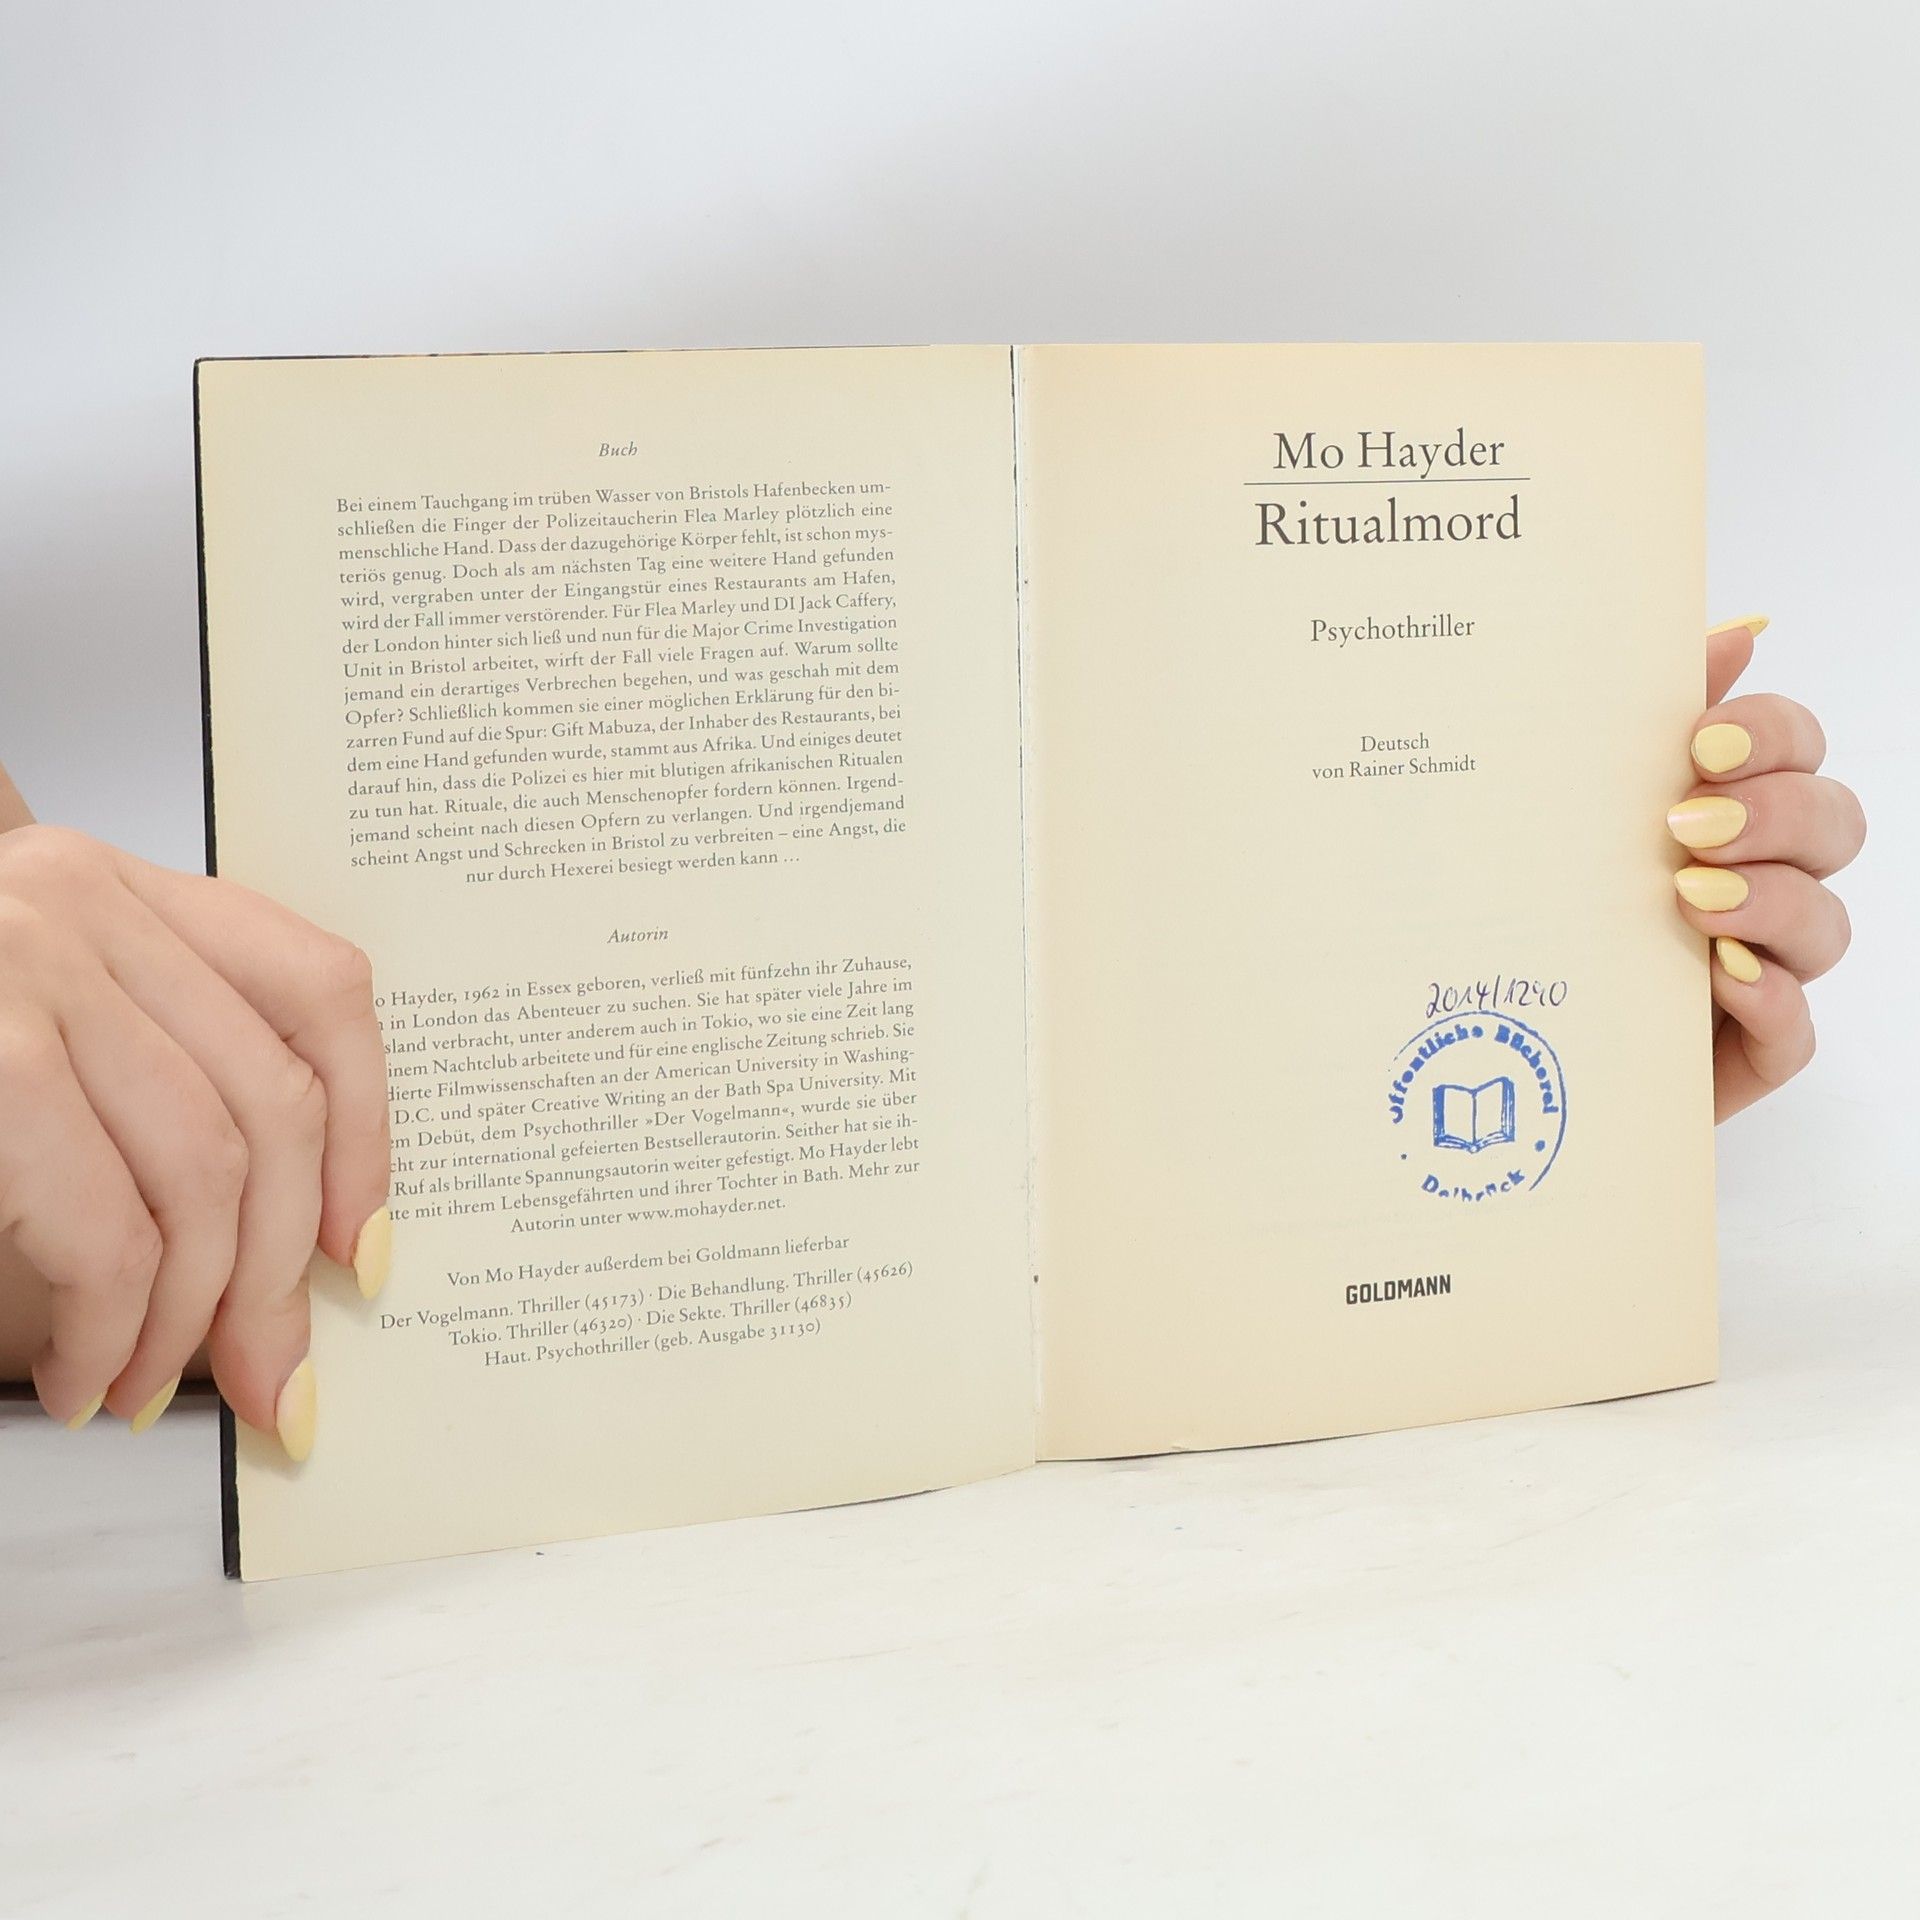 Buch
Bei einem Tauchgang im trüben Wasser von Bristols Hafenbecken um-
schließen die Finger der Polizeitaucherin Flea Marley plötzlich eine
menschliche Hand. Dass der dazugehörige Körper fehlt, ist schon mys-
teriös genug. Doch als am nächsten Tag eine weitere Hand gefunden
wird, vergraben unter der Eingangstür eines Restaurants am Hafen,
wird der Fall immer verstörender. Für Flea Marley und DI Jack Caffery,
der London hinter sich ließ und nun für die Major Crime Investigation
Unit in Bristol arbeitet, wirft der Fall viele Fragen auf. Warum sollte
jemand ein derartiges Verbrechen begehen, und was geschah mit dem
Opfer? Schließlich kommen sie einer möglichen Erklärung für den bi-
zarren Fund auf die Spur: Gift Mabuza, der Inhaber des Restaurants, bei
dem eine Hand gefunden wurde, stammt aus Afrika. Und einiges deutet
darauf hin, dass die Polizei es hier mit blutigen afrikanischen Ritualen
zu tun hat. Rituale, die auch Menschenopfer fordern können. Irgend-
jemand scheint nach diesen Opfern zu verlangen. Und irgendjemand
scheint Angst und Schrecken in Bristol zu verbreiten – eine Angst, die
nur durch Hexerei besiegt werden kann ...
Autorin
o Hayder, 1962 in Essex geboren, verließ mit fünfzehn ihr Zuhause,
in London das Abenteuer zu suchen. Sie hat später viele Jahre im
sland verbracht, unter anderem auch in Tokio, wo sie eine Zeit lang
inem Nachtclub arbeitete und für eine englische Zeitung schrieb. Sie
dierte Filmwissenschaften an der American University in Washing-
D.C. und später Creative Writing an der Bath Spa University. Mit
em Debüt, dem Psychothriller »Der Vogelmann«, wurde sie über
cht zur international gefeierten Bestsellerautorin. Seither hat sie ih-
Ruf als brillante Spannungsautorin weiter gefestigt. Mo Hayder lebt
ute mit ihrem Lebensgefährten und ihrer Tochter in Bath. Mehr zur
Autorin unter www.mohayder.net.
Von Mo Hayder außerdem bei Goldmann lieferbar
Der Vogelmann. Thriller (45173) · Die Behandlung. Thriller (45626)
Tokio. Thriller (46320) · Die Sekte. Thriller (46835)
Haut. Psychothriller (geb. Ausgabe 31130)
Mo Hayder
Ritualmord
Psychothriller
Deutsch
von Rainer Schmidt
2014/1290
Öffentliche Bücherei
Delbrück
GOLDMANN